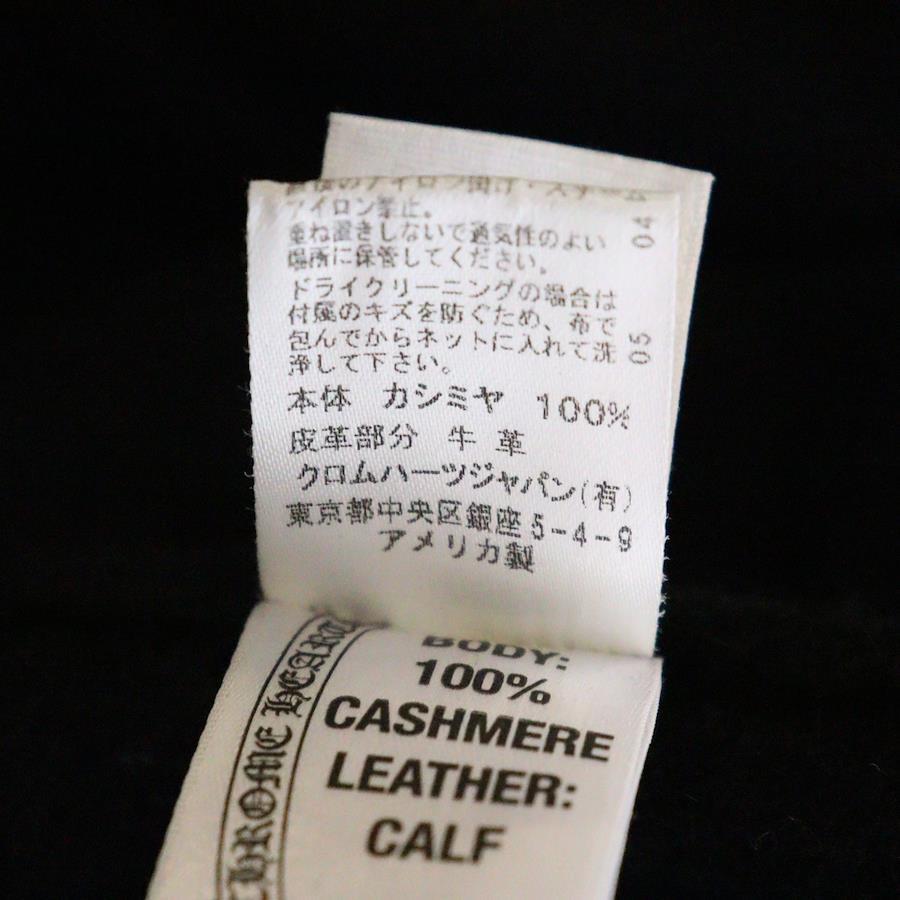 アイロン禁止。
重ね置きしないで通気性のよい
場所に保管してください。
ドライクリーニングの場合は
付属のキズを防ぐため、布で
包んでからネットに入れて洗
浄して下さい。
本体 カシミヤ 100%
皮革部分 牛革
クロムハーツジャパン(有)
東京都中央区銀座5-4-9
アメリカ製
04
05
BODY:
100%
CASHMERE
LEATHER:
CALF
CHROME HEART